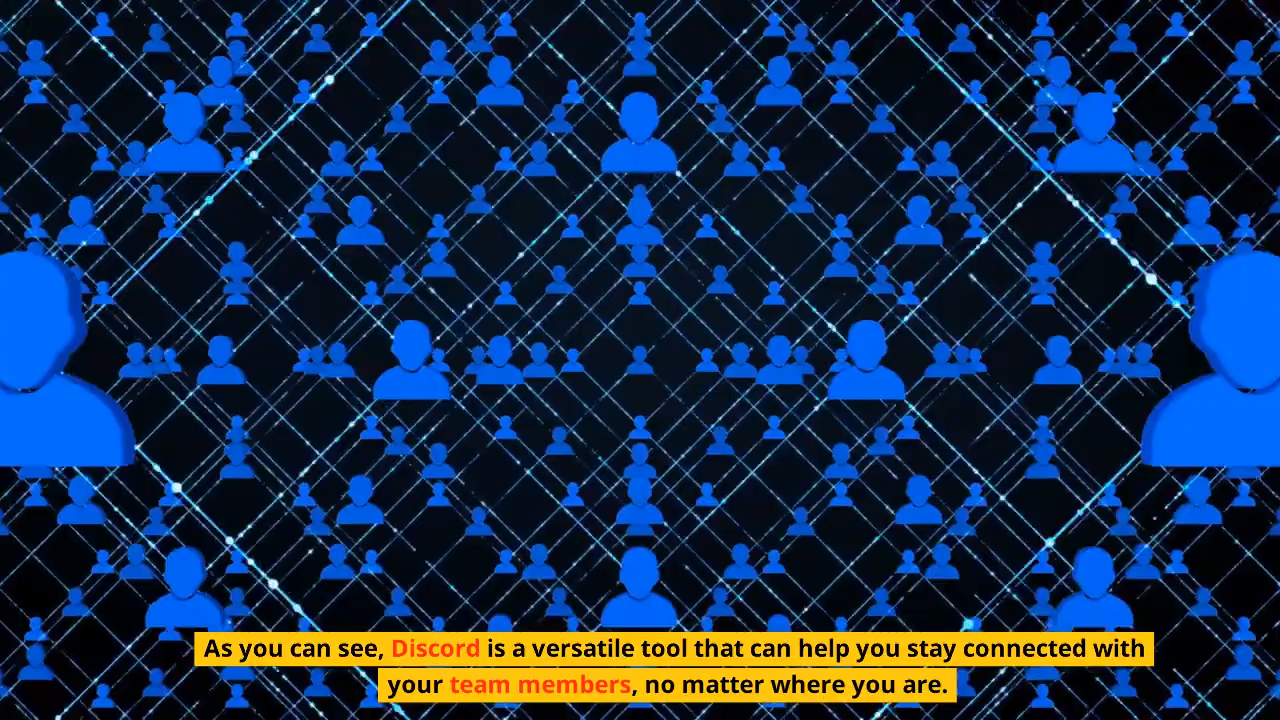 As you can see, Discord is a versatile tool that can help you stay connected with
your team members, no matter where you are.